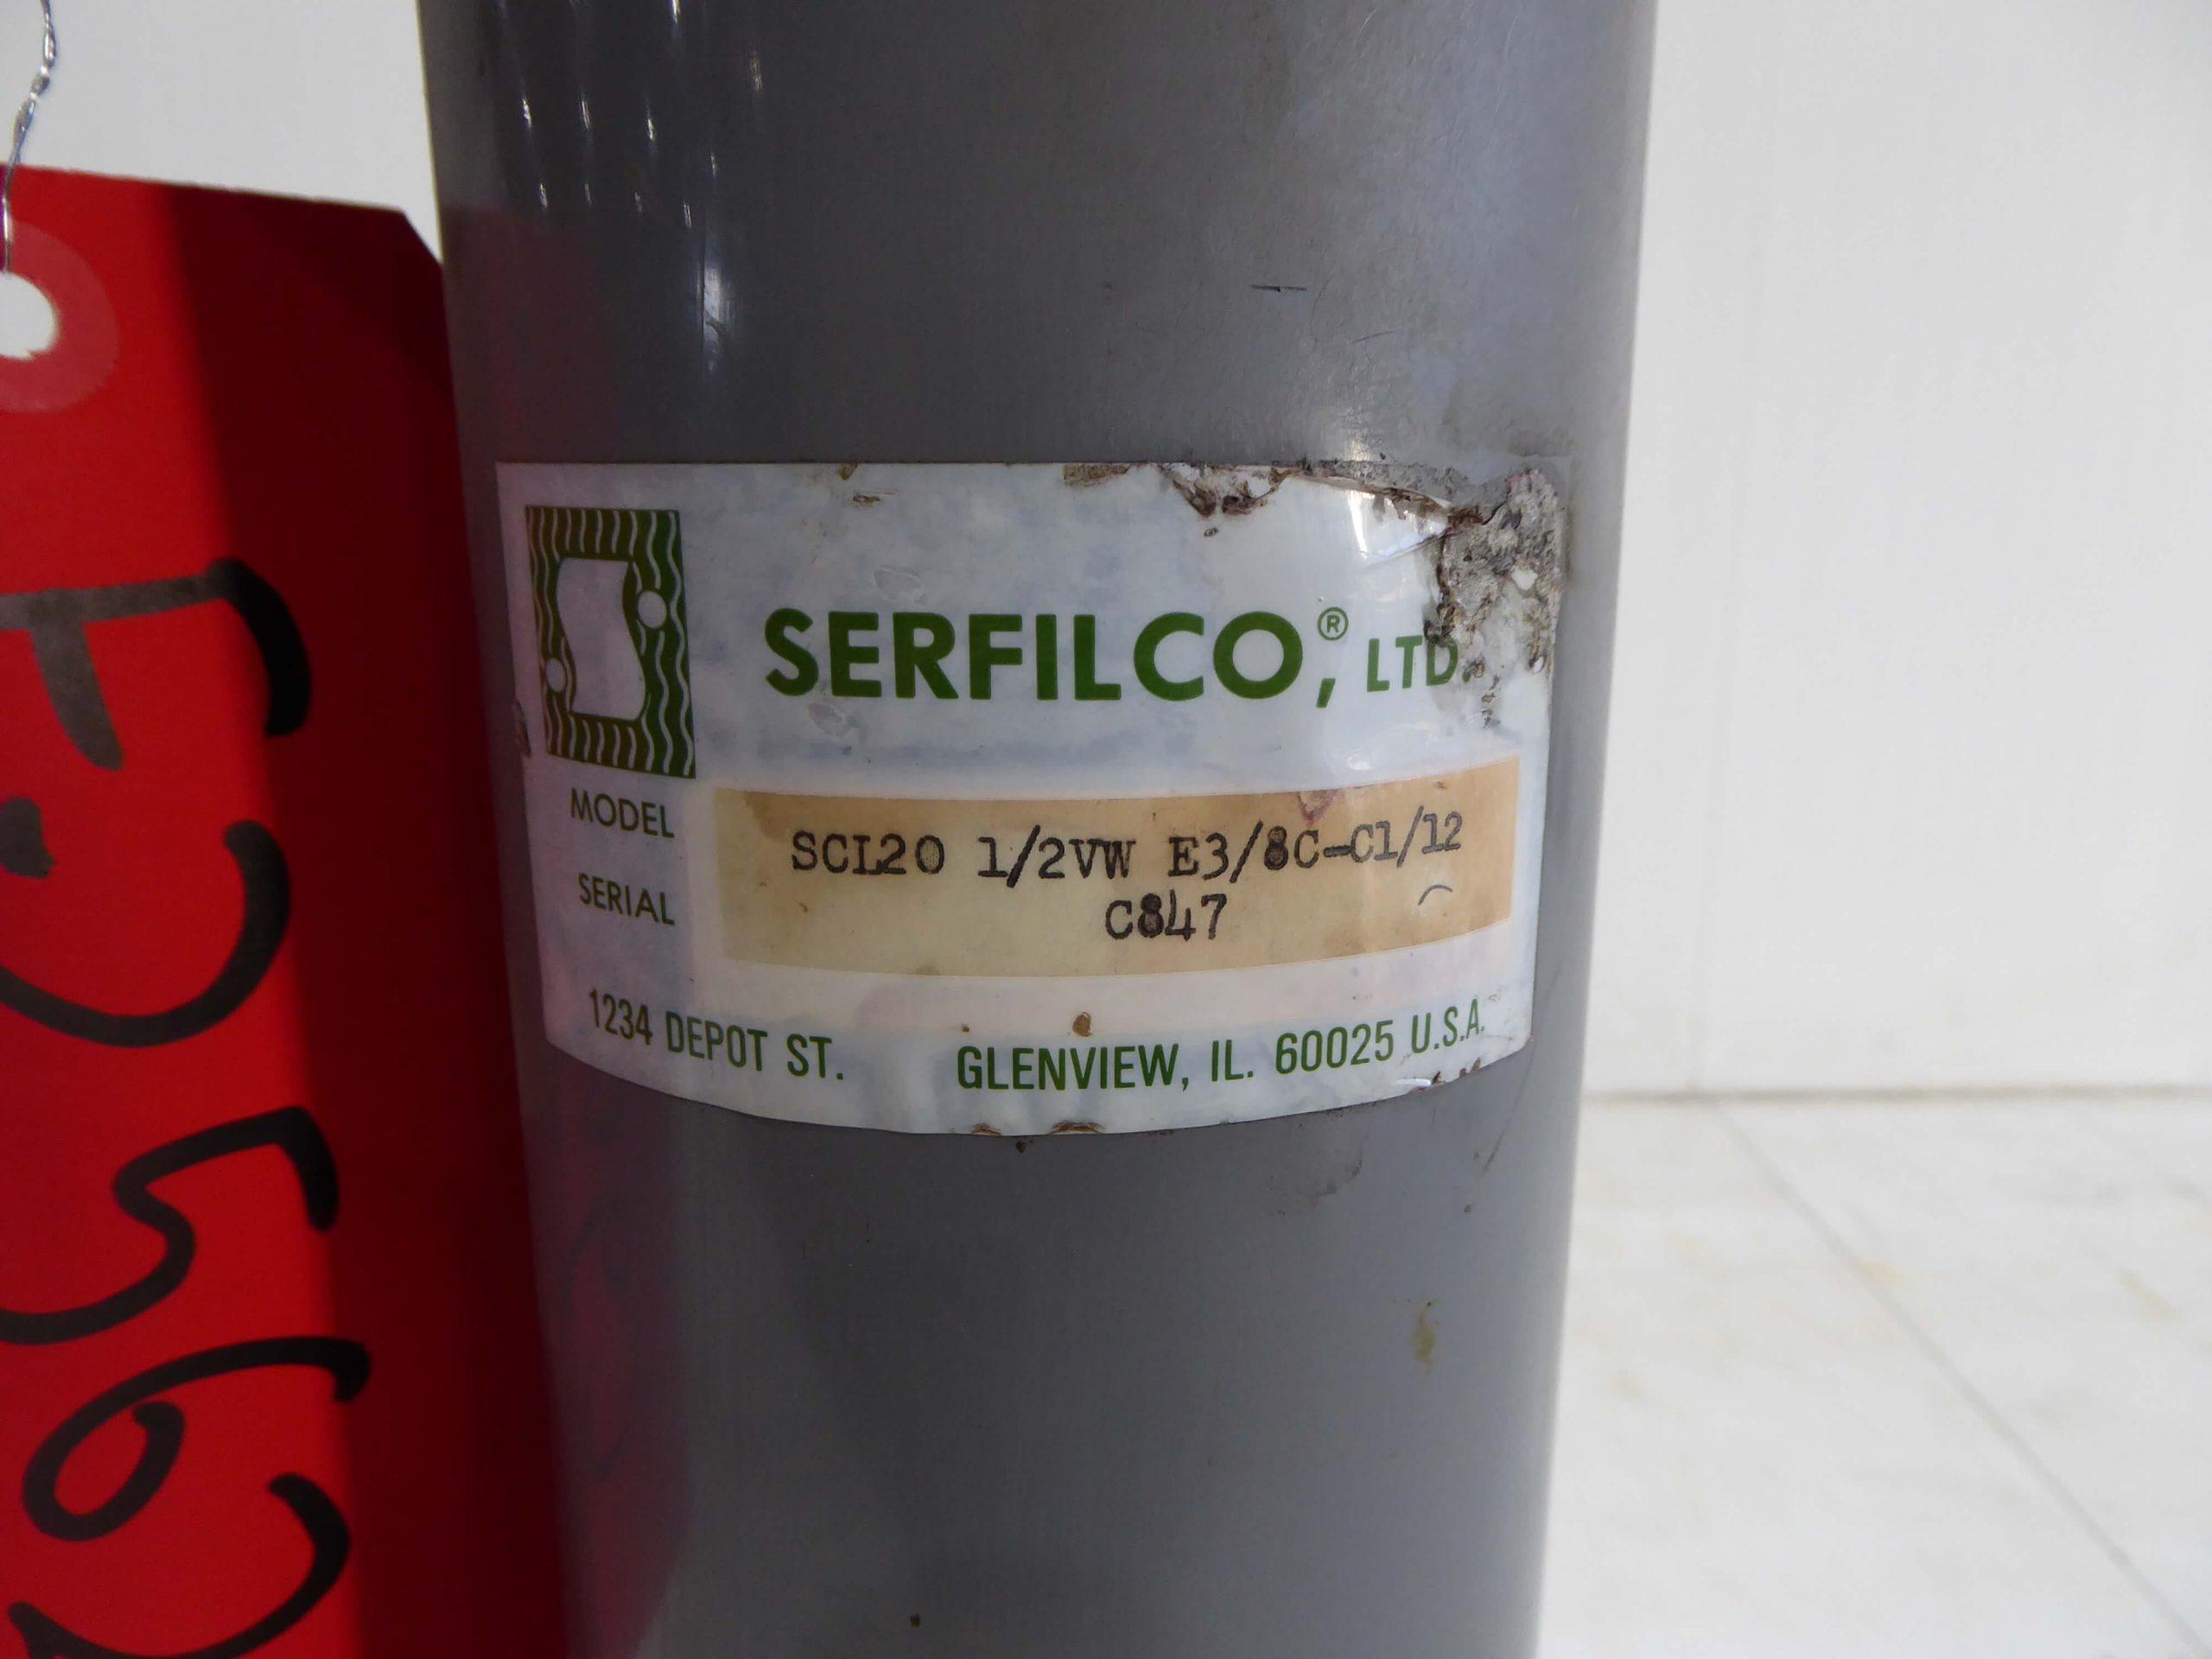 SERFILCO,® LTD.
MODEL SCL20 1/2VW E3/8C-C1/12
SERIAL C847
1234 DEPOT ST. GLENVIEW, IL. 60025 U.S.A.